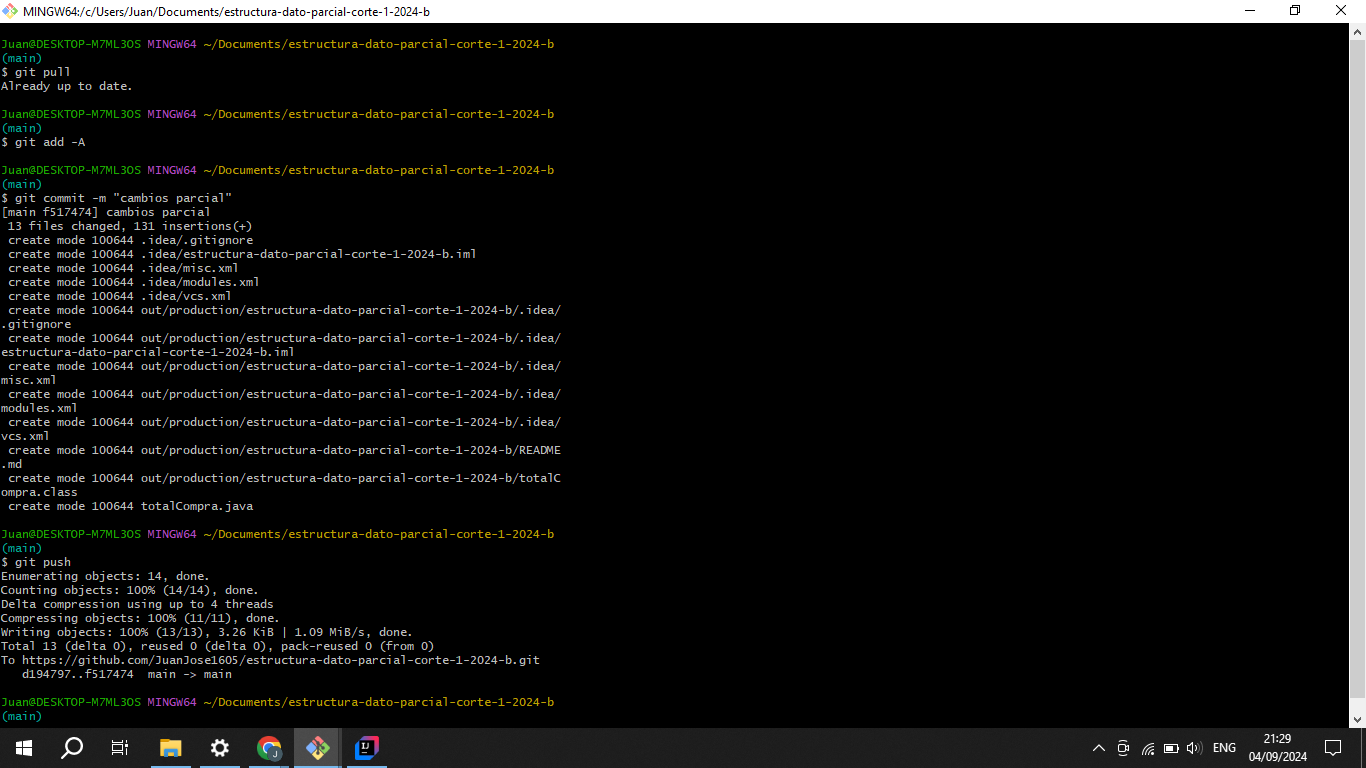 MINGW64:/c/Users/Juan/Documents/estructura-dato-parcial-corte-1-2024-b
Juan@DESKTOP-M7ML3OS MINGW64 ~/Documents/estructura-dato-parcial-corte-1-2024-b
(main)
$ git pull
Already up to date.
Juan@DESKTOP-M7ML3OS MINGW64 ~/Documents/estructura-dato-parcial-corte-1-2024-b
(main)
$ git add -A
Juan@DESKTOP-M7ML3OS MINGW64 ~/Documents/estructura-dato-parcial-corte-1-2024-b
(main)
$ git commit -m "cambios parcial"
[main f517474] cambios parcial
13 files changed, 131 insertions(+)
create mode 100644 .idea/.gitignore
create mode 100644 .idea/estructura-dato-parcial-corte-1-2024-b.iml
create mode 100644 .idea/misc.xml
create mode 100644 .idea/modules.xml
create mode 100644 .idea/vcs.xml
create mode 100644 out/production/estructura-dato-parcial-corte-1-2024-b/.idea/
.gitignore
create mode 100644 out/production/estructura-dato-parcial-corte-1-2024-b/.idea/
estructura-dato-parcial-corte-1-2024-b.iml
create mode 100644 out/production/estructura-dato-parcial-corte-1-2024-b/.idea/
misc.xml
create mode 100644 out/production/estructura-dato-parcial-corte-1-2024-b/.idea/
modules.xml
create mode 100644 out/production/estructura-dato-parcial-corte-1-2024-b/.idea/
vcs.xml
create mode 100644 out/production/estructura-dato-parcial-corte-1-2024-b/README
.md
create mode 100644 out/production/estructura-dato-parcial-corte-1-2024-b/totalC
ompra.class
create mode 100644 totalCompra.java
Juan@DESKTOP-M7ML3OS MINGW64 ~/Documents/estructura-dato-parcial-corte-1-2024-b
(main)
$ git push
Enumerating objects: 14, done.
Counting objects: 100% (14/14), done.
Delta compression using up to 4 threads
Compressing objects: 100% (11/11), done.
Writing objects: 100% (13/13), 3.26 KiB | 1.09 MiB/s, done.
Total 13 (delta 0), reused 0 (delta 0), pack-reused 0 (from 0)
To https://github.com/JuanJose1605/estructura-dato-parcial-corte-1-2024-b.git
d194797..f517474 main -> main
Juan@DESKTOP-M7ML3OS MINGW64 ~/Documents/estructura-dato-parcial-corte-1-2024-b
(main)
J
IJ
ENG
21:29
04/09/2024